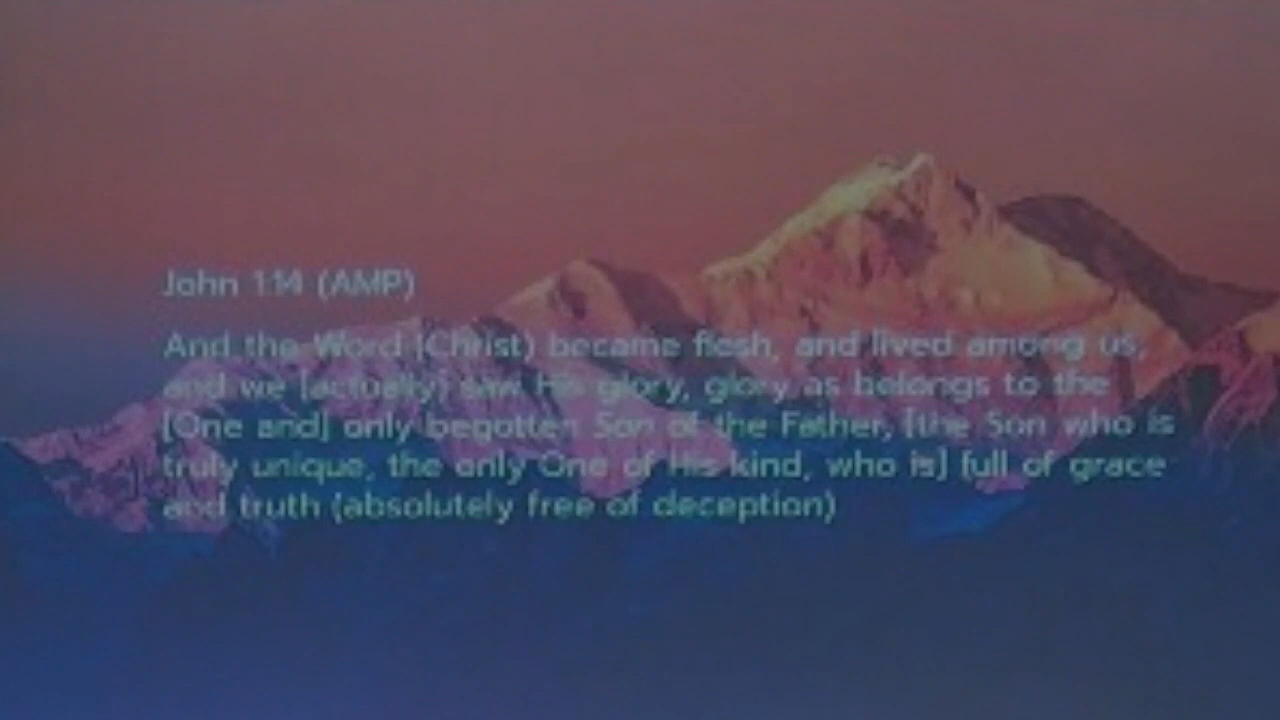 John 1:14 (AMP)
And the Word (Christ) became flesh, and lived among us,
and we [actually] saw His glory, glory as belongs to the
[One and] only begotten Son of the Father, [the Son who is
truly unique, the only One of His kind, who is] full of grace
and truth (absolutely free of deception)